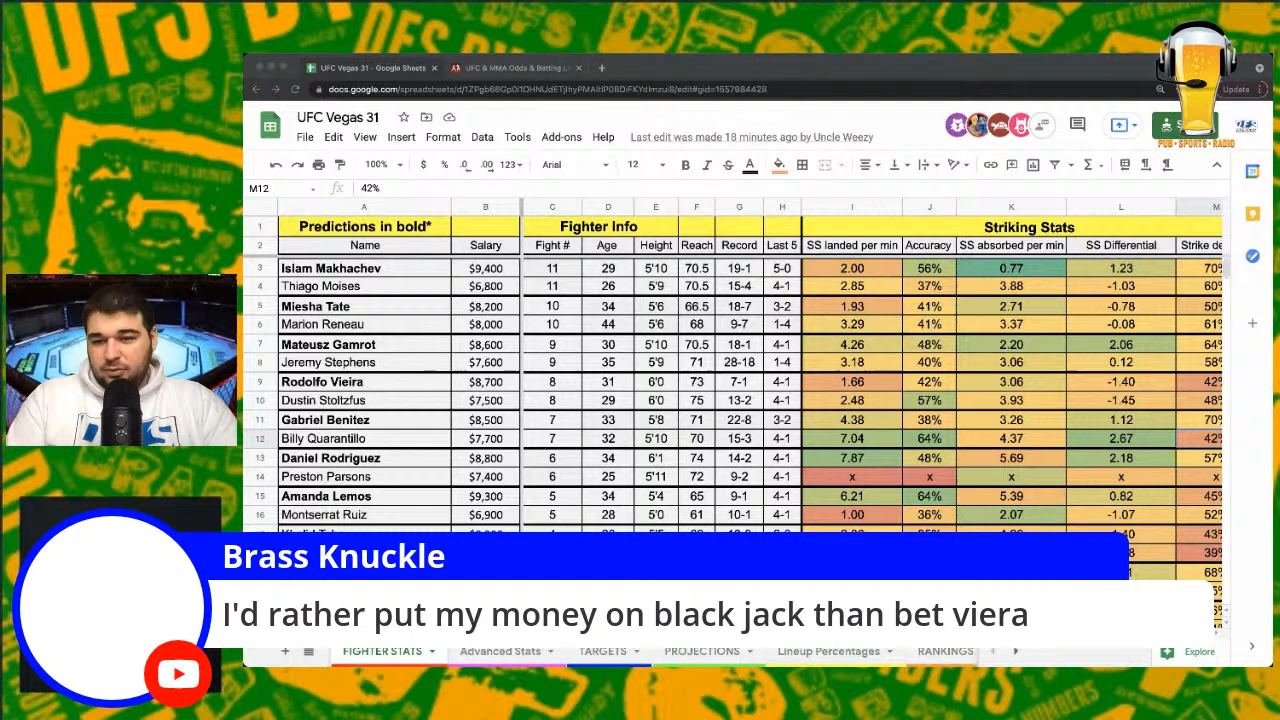 UFC Vegas 31 - Google Sheets
UFC & MMA Odds & Betting L
Update
UFC Vegas 31
File Edit View Insert Format Data Tools Add-ons Help Last edit was made 18 minutes ago by Uncle Weezy
100% $ % .0 .00 123 Arial 12 B I S A
M12 fx 42%
A B C D E F G H I J K L M
1 Predictions in bold* Fighter Info Striking Stats
2 Name Salary Fight # Age Height Reach Record Last 5 SS landed per min Accuracy SS absorbed per min SS Differential Strike de
3 Islam Makhachev $9,400 11 29 5'10 70.5 19-1 5-0 2.00 56% 0.77 1.23 70%
4 Thiago Moises $6,800 11 26 5'9 70.5 15-4 4-1 2.85 37% 3.88 -1.03 60%
5 Miesha Tate $8,200 10 34 5'6 66.5 18-7 3-2 1.93 41% 2.71 -0.78 50%
6 Marion Reneau $8,000 10 44 5'6 68 9-7 1-4 3.29 41% 3.37 -0.08 61%
7 Mateusz Gamrot $8,600 9 30 5'10 70.5 18-1 4-1 4.26 48% 2.20 2.06 64%
8 Jeremy Stephens $7,600 9 35 5'9 71 28-18 1-4 3.18 40% 3.06 0.12 58%
9 Rodolfo Vieira $8,700 8 31 6'0 73 7-1 4-1 1.66 42% 3.06 -1.40 42%
10 Dustin Stoltzfus $7,500 8 29 6'0 75 13-2 4-1 2.48 57% 3.93 -1.45 48%
11 Gabriel Benitez $8,500 7 33 5'8 71 22-8 3-2 4.38 38% 3.26 1.12 70%
12 Billy Quarantillo $7,700 7 32 5'10 70 15-3 4-1 7.04 64% 4.37 2.67 42%
13 Daniel Rodriguez $8,800 6 34 6'1 74 14-2 4-1 7.87 48% 5.69 2.18 57%
14 Preston Parsons $7,400 6 25 5'11 72 9-2 4-1 x x x x x
15 Amanda Lemos $9,300 5 34 5'4 65 9-1 4-1 6.21 64% 5.39 0.82 45%
16 Montserrat Ruiz $6,900 5 28 5'0 61 10-1 4-1 1.00 36% 2.07 -1.07 52%
43%
39%
68%
Brass Knuckle
I'd rather put my money on black jack than bet viera
FIGHTER STATS Advanced Stats TARGETS PROJECTIONS Lineup Percentages RANKINGS Explore
PUB • SPORTS • RADIO